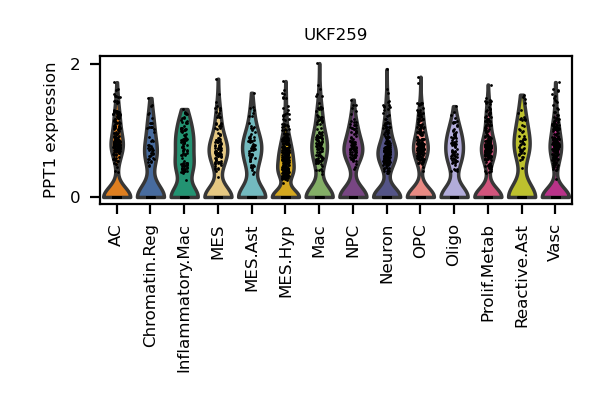 UKF259
PPT1 expression
2
0
AC
Chromatin.Reg
Inflammatory.Mac
MES
MES.Ast
MES.Hyp
Mac
NPC
Neuron
OPC
Oligo
Prolif.Metab
Reactive.Ast
Vasc